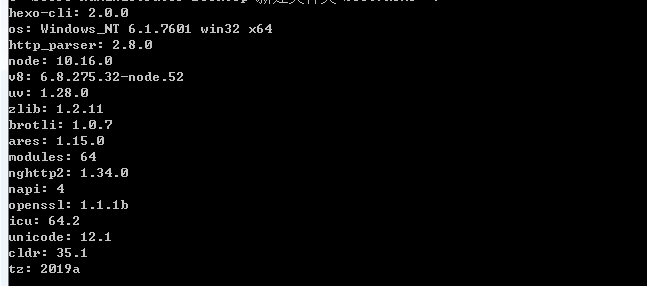 hexo-cli: 2.0.0
os: Windows_NT 6.1.7601 win32 x64
http_parser: 2.8.0
node: 10.16.0
v8: 6.8.275.32-node.52
uv: 1.28.0
zlib: 1.2.11
brotli: 1.0.7
ares: 1.15.0
modules: 64
nghttp2: 1.34.0
napi: 4
openssl: 1.1.1b
icu: 64.2
unicode: 12.1
cldr: 35.1
tz: 2019a